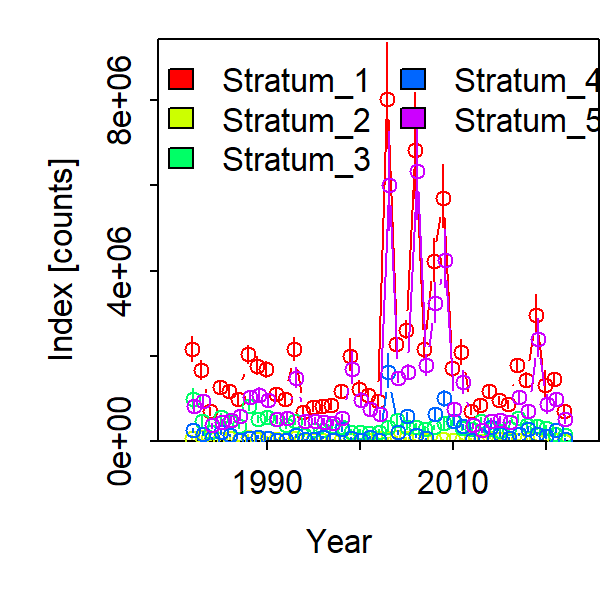 Stratum_1
Stratum_2
Stratum_3
Stratum_4
Stratum_5
Index [counts]
0e+00
4e+06
8e+06
1990
2010
Year